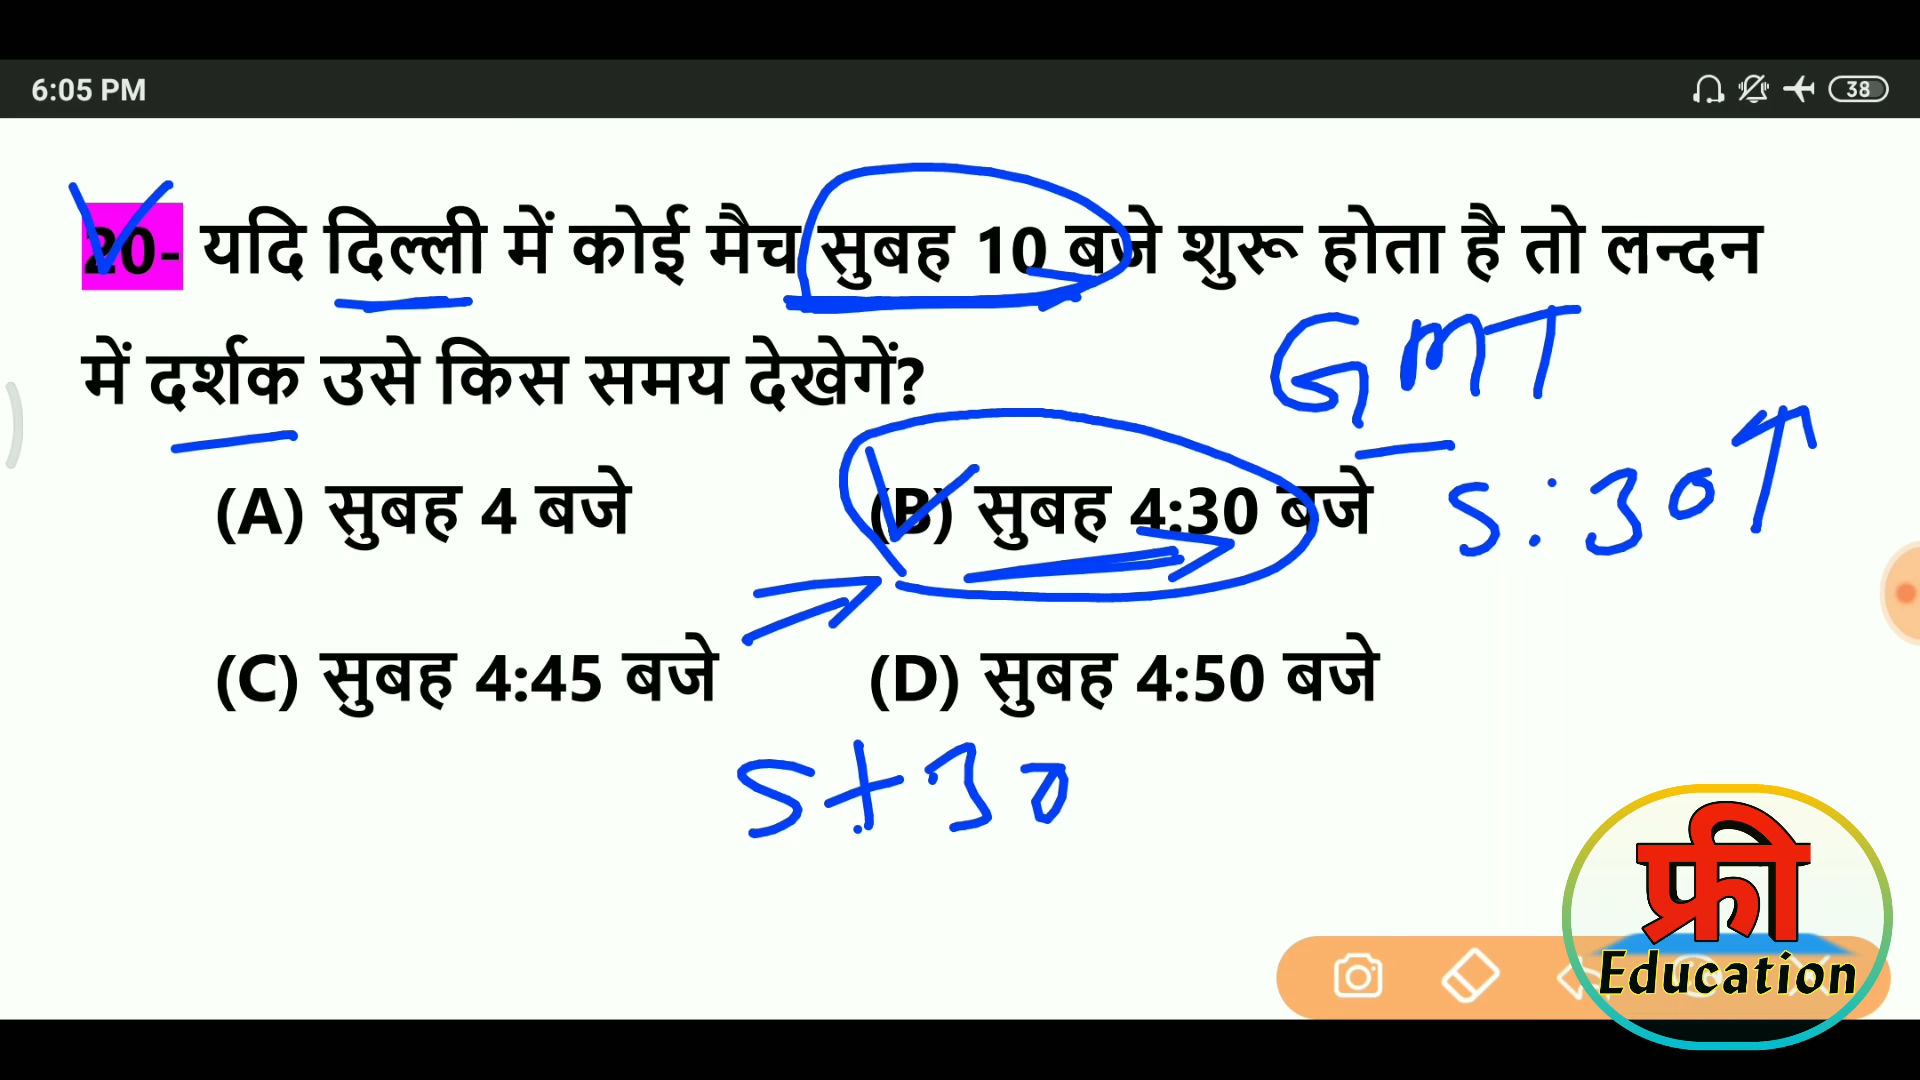 6:05 PM
38
20- यदि दिल्ली में कोई मैच सुबह 10 बजे शुरू होता है तो लन्दन
में दर्शक उसे किस समय देखेगें?
GMT
(A) सुबह 4 बजे
(B) सुबह 4:30 बजे
5:30
(C) सुबह 4:45 बजे
(D) सुबह 4:50 बजे
5+30
फ्री
Education